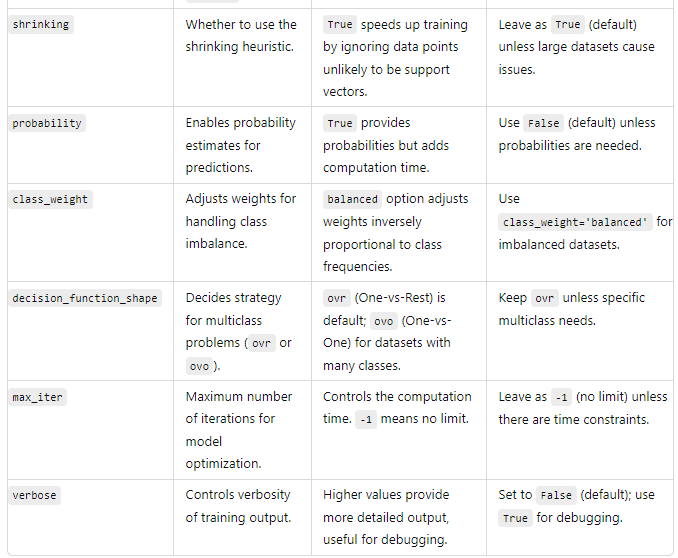 shrinking
Whether to use the
shrinking heuristic.
True speeds up training
by ignoring data points
unlikely to be support
vectors.
Leave as True (default)
unless large datasets cause
issues.
probability
Enables probability
estimates for
predictions.
True provides
probabilities but adds
computation time.
Use False (default) unless
probabilities are needed.
class_weight
Adjusts weights for
handling class
imbalance.
balanced option adjusts
weights inversely
proportional to class
frequencies.
Use
class_weight='balanced' for
imbalanced datasets.
decision_function_shape
Decides strategy
for multiclass
problems ( ovr or
ovo ).
ovr (One-vs-Rest) is
default; ovo (One-vs-
One) for datasets with
many classes.
Keep ovr unless specific
multiclass needs.
max_iter
Maximum number
of iterations for
model
optimization.
Controls the computation
time. -1 means no limit.
Leave as -1 (no limit) unless
there are time constraints.
verbose
Controls verbosity
of training output.
Higher values provide
more detailed output,
useful for debugging.
Set to False (default); use
True for debugging.